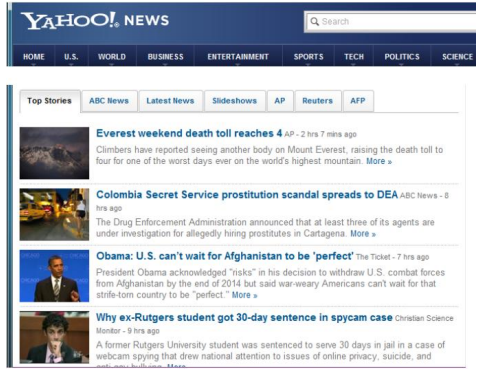 YAHOO! NEWS
Search
HOME U.S. WORLD BUSINESS ENTERTAINMENT SPORTS TECH POLITICS SCIENCE
Top Stories ABC News Latest News Slideshows AP Reuters AFP
Everest weekend death toll reaches 4 AP - 2 hrs 7 mins ago
Climbers have reported seeing another body on Mount Everest, raising the death toll to
four for one of the worst days ever on the world's highest mountain. More »
Colombia Secret Service prostitution scandal spreads to DEA ABC News - 8
hrs ago
The Drug Enforcement Administration announced that at least three of its agents are
under investigation for allegedly hiring prostitutes in Cartagena. More »
Obama: U.S. can't wait for Afghanistan to be 'perfect' The Ticket - 7 hrs ago
President Obama acknowledged "risks" in his decision to withdraw U.S. combat forces
from Afghanistan by the end of 2014 but said war-weary Americans can't wait for that
strife-torn country to be "perfect." More »
Why ex-Rutgers student got 30-day sentence in spycam case Christian Science
Monitor - 9 hrs ago
A former Rutgers University student was sentenced to serve 30 days in jail in a case of
webcam spying that drew national attention to issues of online privacy, suicide, and
anti-gay bullying. More